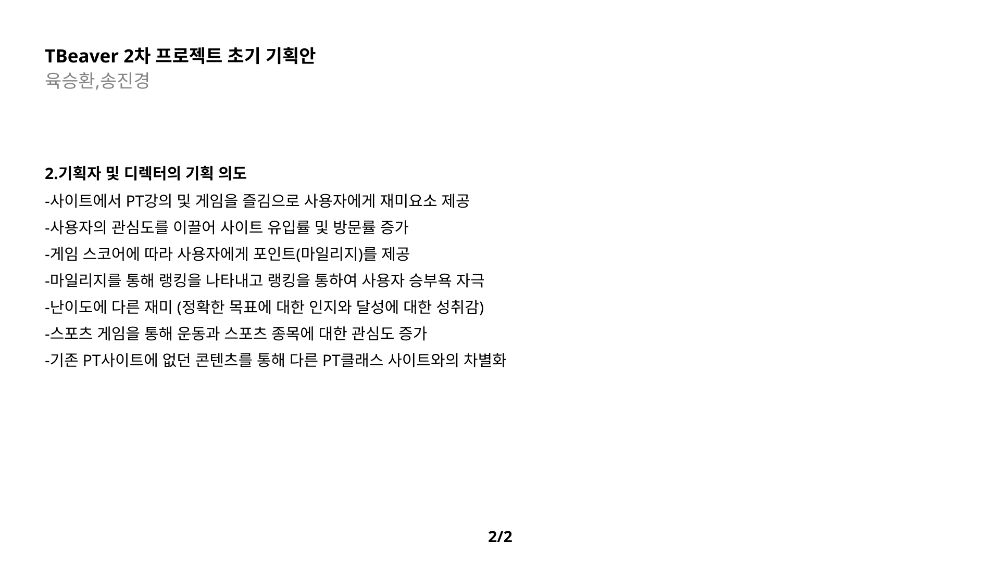 TBeaver 2차 프로젝트 초기 기획안
육승환,송진경
2.기획자 및 디렉터의 기획 의도
-사이트에서 PT강의 및 게임을 즐김으로 사용자에게 재미요소 제공
-사용자의 관심도를 이끌어 사이트 유입률 및 방문률 증가
-게임 스코어에 따라 사용자에게 포인트(마일리지)를 제공
-마일리지를 통해 랭킹을 나타내고 랭킹을 통하여 사용자 승부욕 자극
-난이도에 다른 재미 (정확한 목표에 대한 인지와 달성에 대한 성취감)
-스포츠 게임을 통해 운동과 스포츠 종목에 대한 관심도 증가
-기존 PT사이트에 없던 콘텐츠를 통해 다른 PT클래스 사이트와의 차별화
2/2